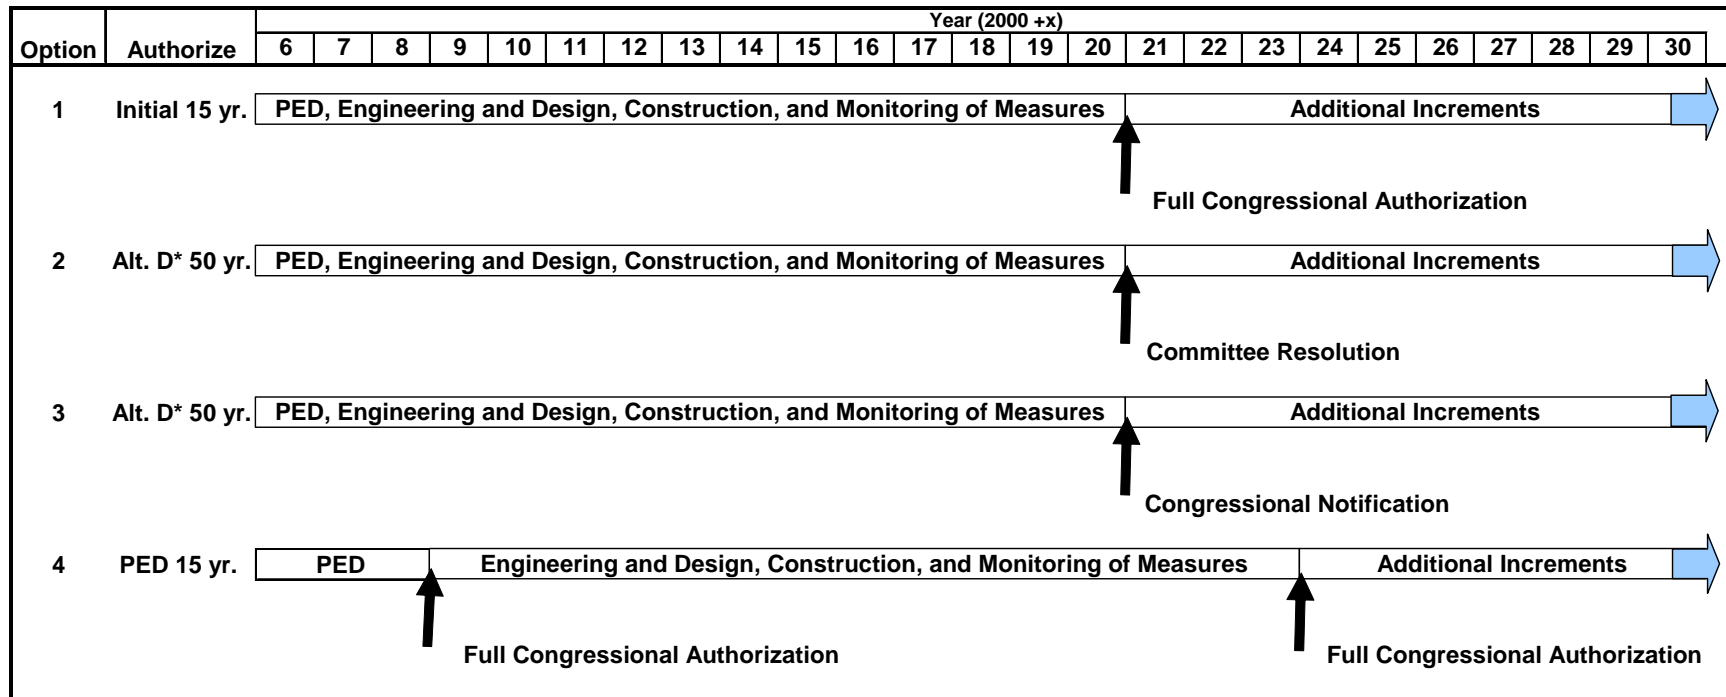 Year (2000 +x)
Option Authorize 6 7 8 9 10 11 12 13 14 15 16 17 18 19 20 21 22 23 24 25 26 27 28 29 30
1 Initial 15 yr. PED, Engineering and Design, Construction, and Monitoring of Measures Additional Increments
Full Congressional Authorization
2 Alt. D* 50 yr. PED, Engineering and Design, Construction, and Monitoring of Measures Additional Increments
Committee Resolution
3 Alt. D* 50 yr. PED, Engineering and Design, Construction, and Monitoring of Measures Additional Increments
Congressional Notification
4 PED 15 yr. PED Engineering and Design, Construction, and Monitoring of Measures Additional Increments
Full Congressional Authorization Full Congressional Authorization